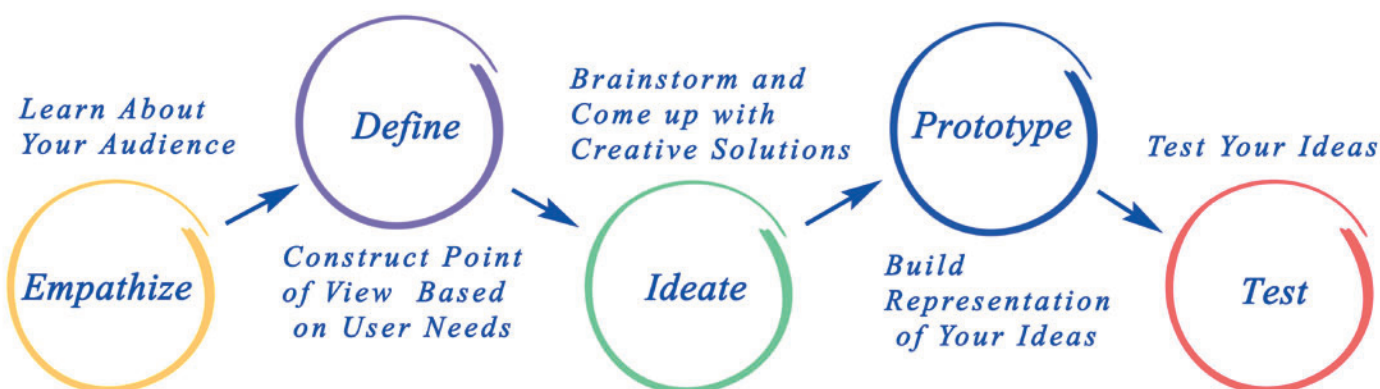 Learn About
Your Audience
Empathize
Define
Construct Point
of View Based
on User Needs
Brainstorm and
Come up with
Creative Solutions
Ideate
Prototype
Build
Representation
of Your Ideas
Test Your Ideas
Test